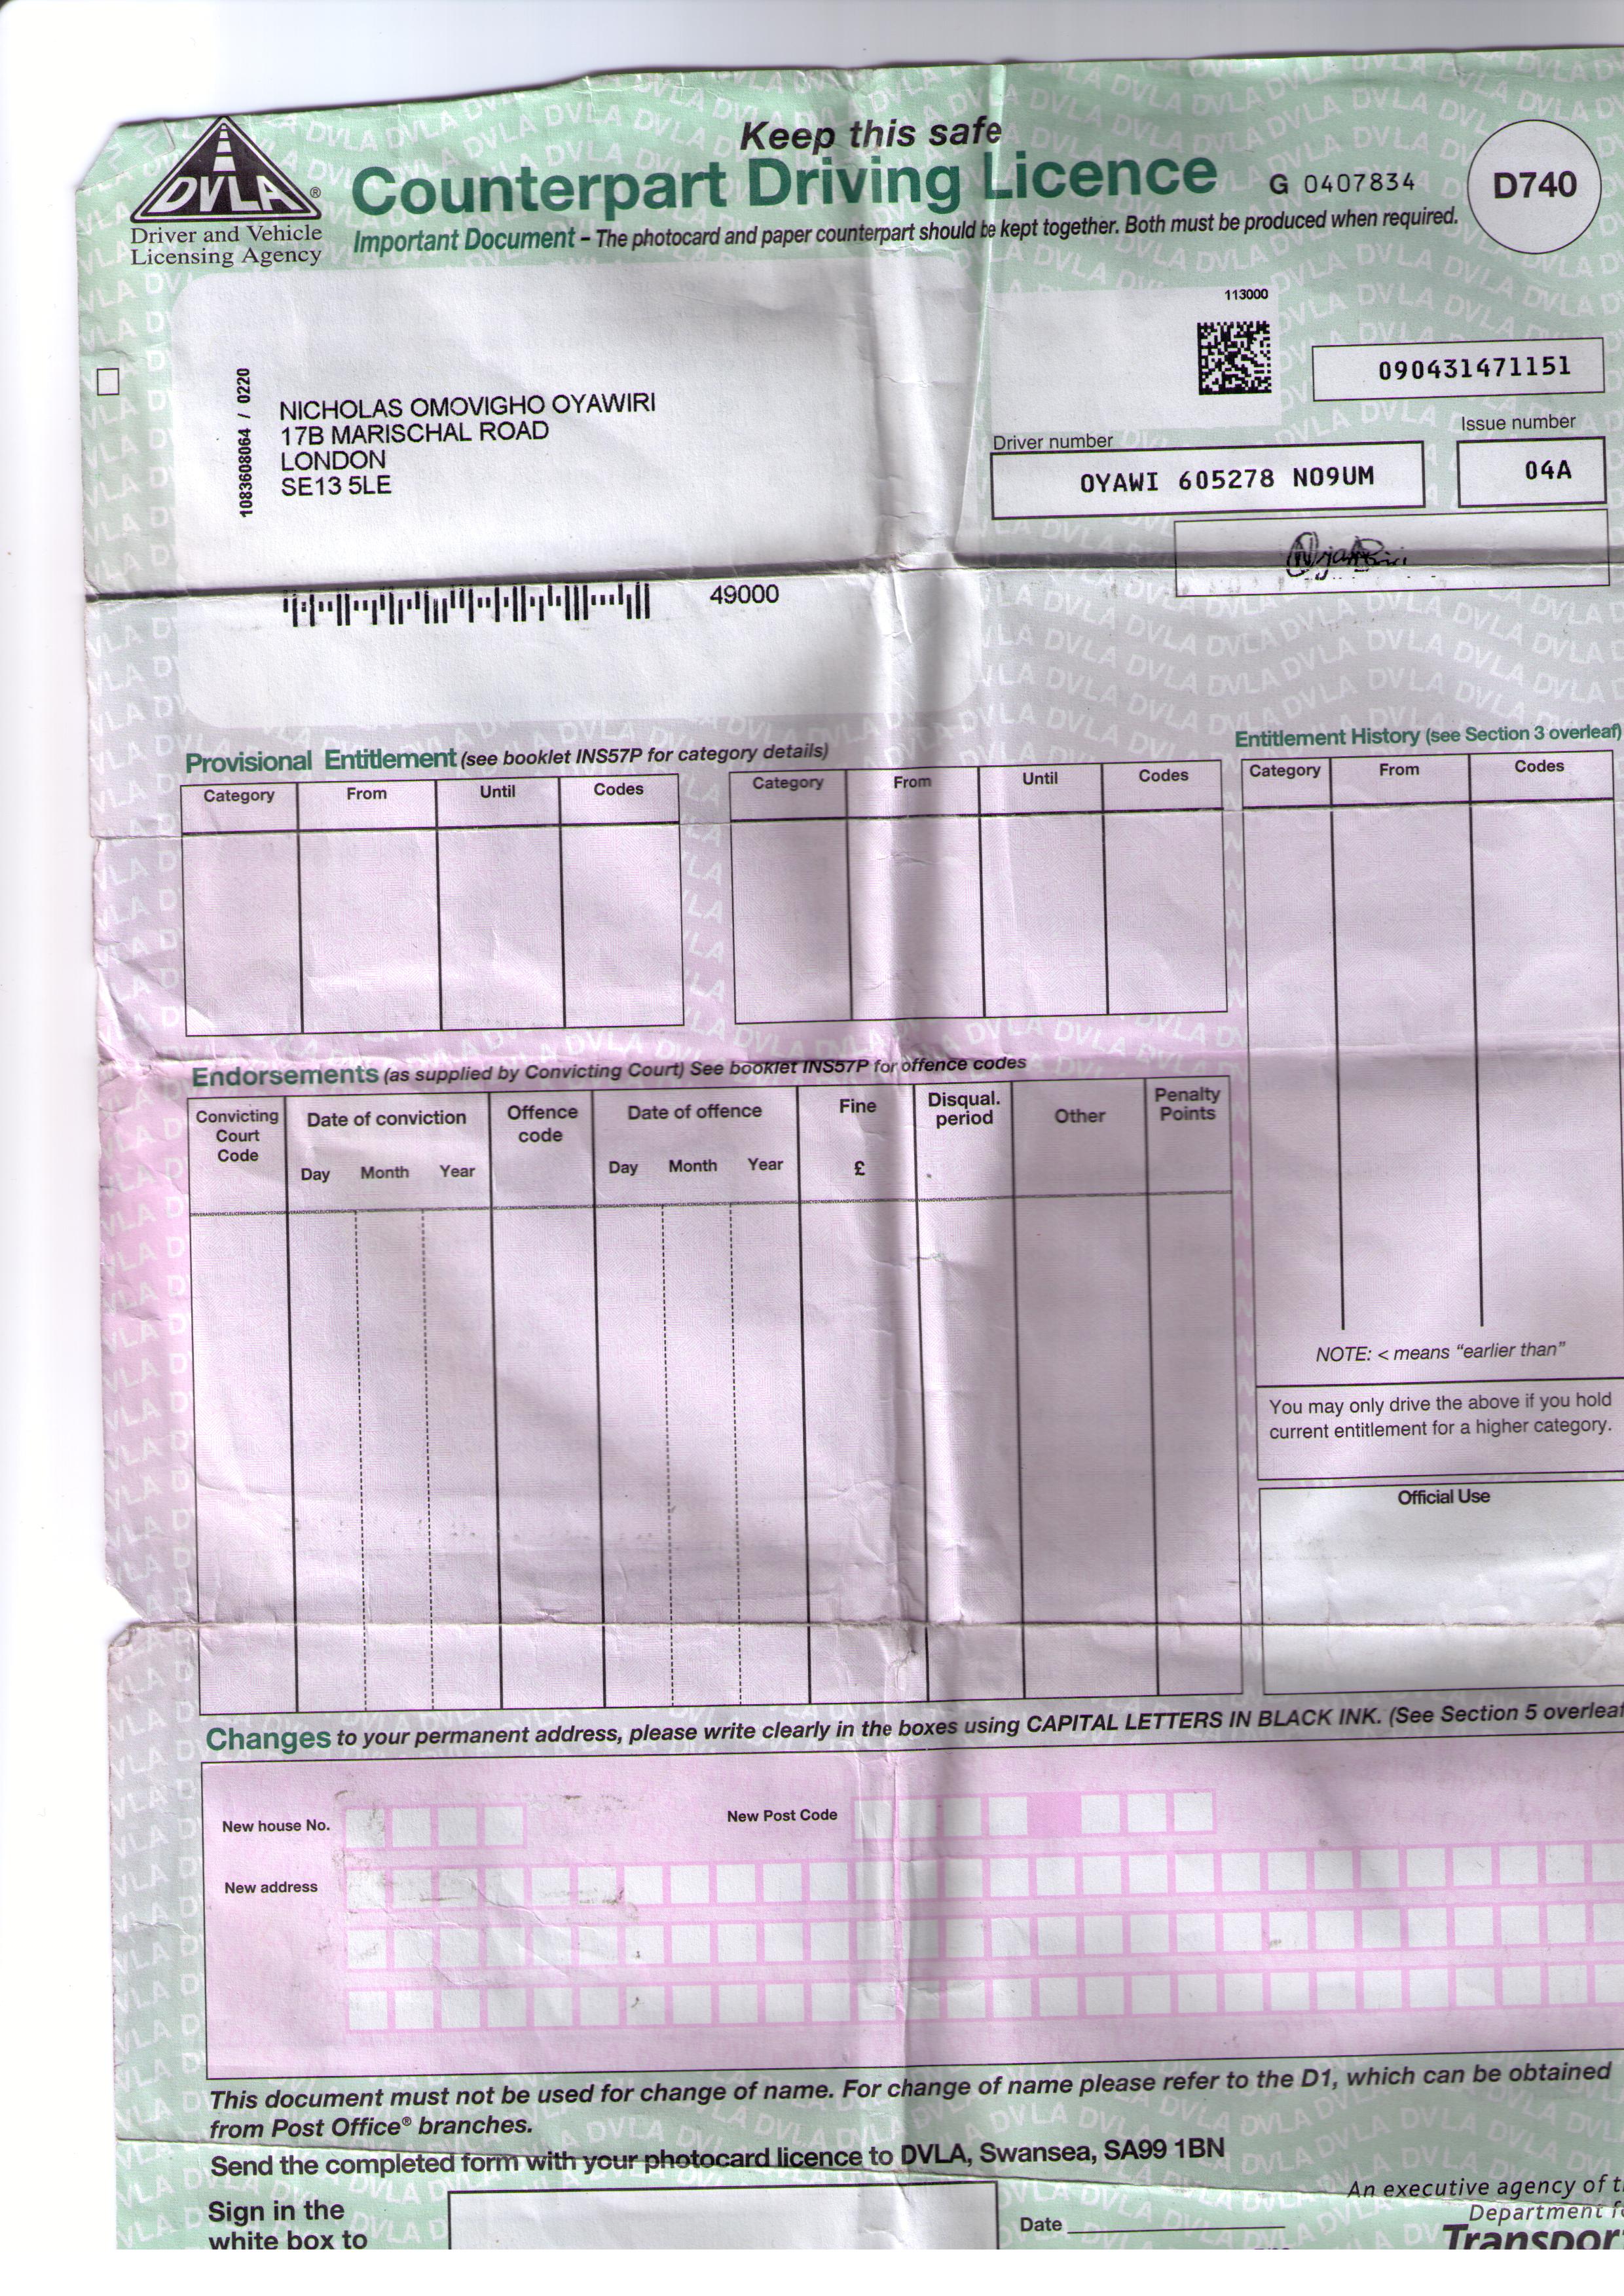 Keep this safe
DVLA®
Driver and Vehicle
Licensing Agency
Counterpart Driving Licence
G 0407834
D740
Important Document – The photocard and paper counterpart should be kept together. Both must be produced when required.
113000
090431471151
1083608064 / 0220
NICHOLAS OMOVIGHO OYAWIRI
17B MARISCHAL ROAD
LONDON
SE13 5LE
Driver number
OYAWI 605278 NO9UM
Issue number
04A
49000
Provisional Entitlement (see booklet INS57P for category details)
Category From Until Codes
Category From Until Codes
Entitlement History (see Section 3 overleaf)
Category From Codes
NOTE: < means “earlier than”
You may only drive the above if you hold
current entitlement for a higher category.
Official Use
Endorsements (as supplied by Convicting Court) See booklet INS57P for offence codes
Convicting
Court
Code
Date of conviction
Day Month Year
Offence
code
Date of offence
Day Month Year
Fine
£
Disqual.
period
Other
Penalty
Points
Changes to your permanent address, please write clearly in the boxes using CAPITAL LETTERS IN BLACK INK. (See Section 5 overleaf
New house No.
New Post Code
New address
This document must not be used for change of name. For change of name please refer to the D1, which can be obtained
from Post Office® branches.
Send the completed form with your photocard licence to DVLA, Swansea, SA99 1BN
Sign in the
white box to
Date
An executive agency of
Department
Transpor